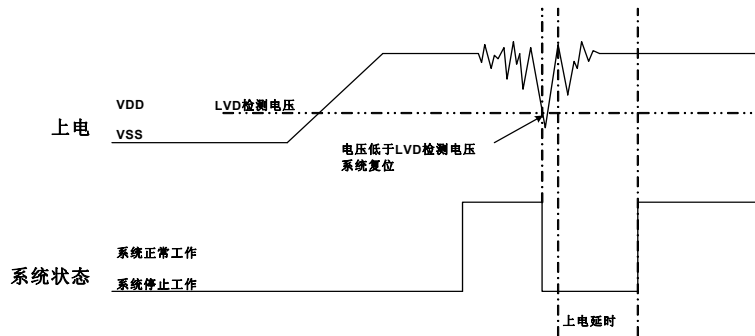 VDD
LVD检测电压
上电
VSS
电压低于LVD检测电压
系统复位
系统正常工作
系统状态
系统停止工作
上电延时